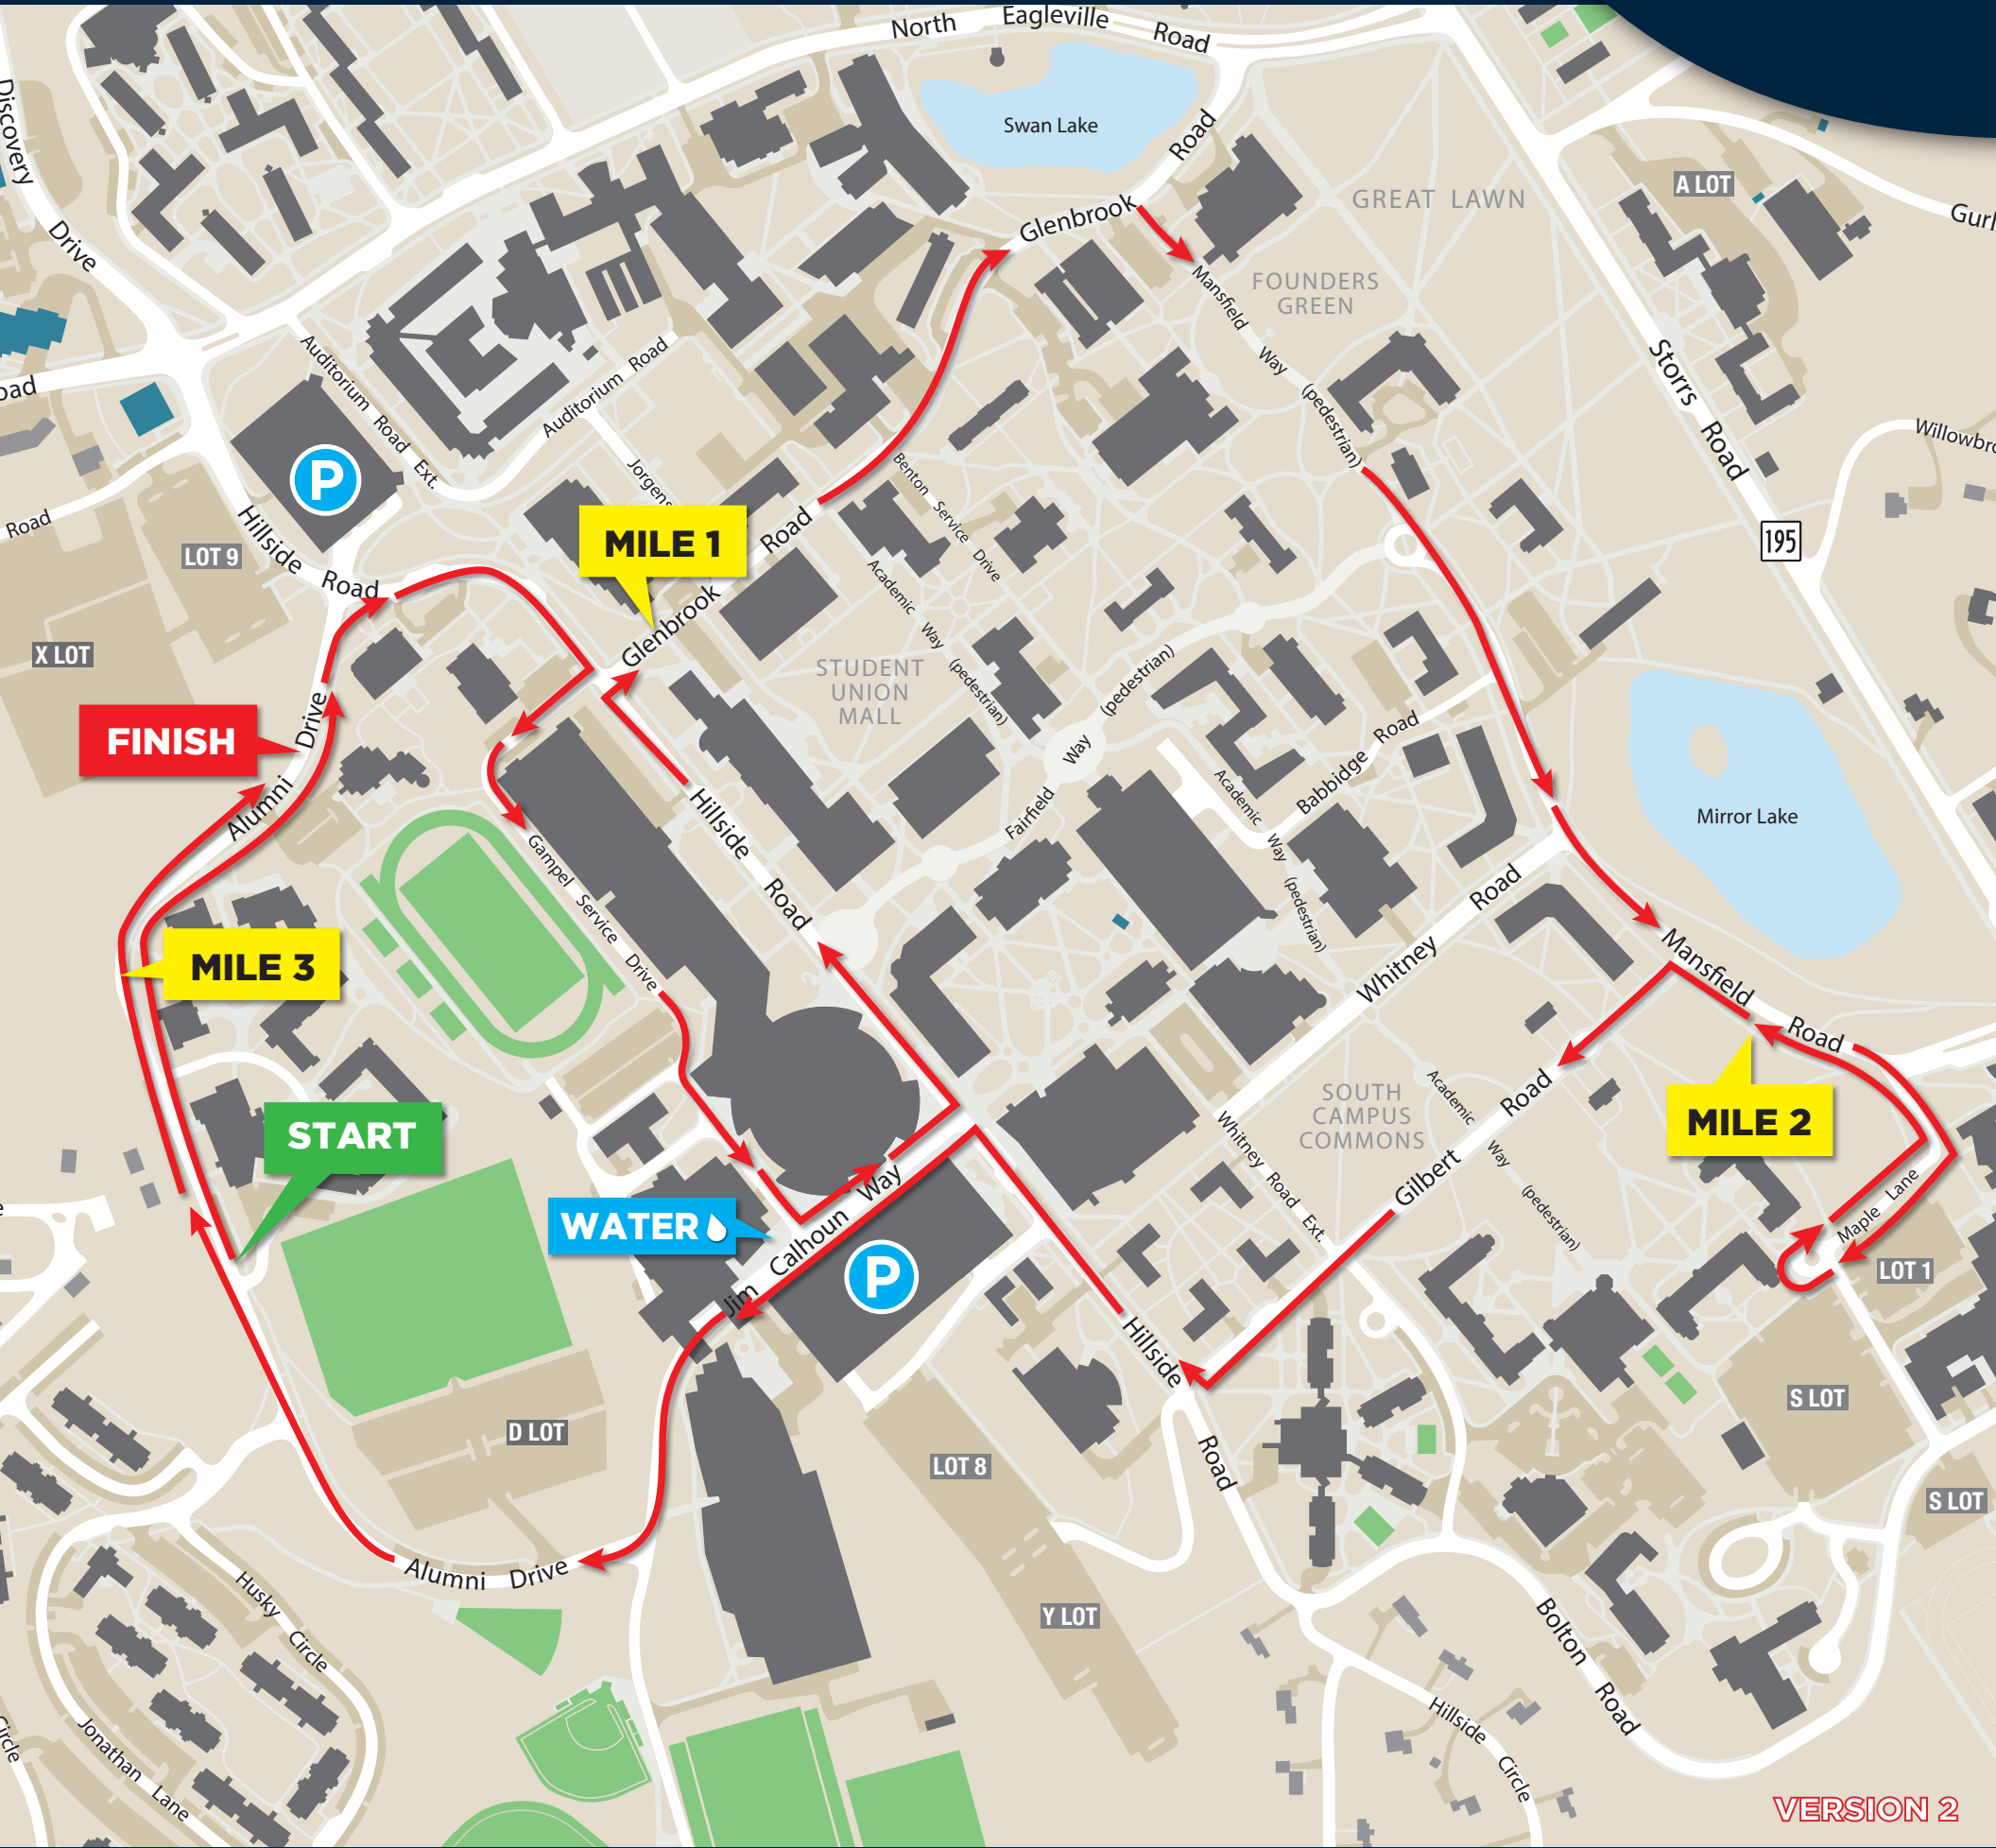 North Eagleville Road
Swan Lake
Discovery Drive
Glenbrook Road
GREAT LAWN
A LOT
Mansfield Way (pedestrian)
FOUNDERS
GREEN
Storrs Road
195
Auditorium Road Ext.
Auditorium Road
P
Road
LOT 9
Hillside Road
X LOT
MILE 1
Glenbrook Road
Benton Service Drive
Academic Way (pedestrian)
STUDENT
UNION
MALL
Fairfield Way (pedestrian)
Babbidge Road
Academic Way (pedestrian)
Mirror Lake
FINISH
Alumni Drive
Gampel Service Drive
Hillside Road
Whitney Road
MILE 3
Mansfield Road
START
MILE 2
SOUTH
CAMPUS
COMMONS
Academic Way (pedestrian)
Whitney Road Ext.
Gilbert Road
Maple Lane
LOT 1
WATER
Jim Calhoun Way
P
Hillside Road
S LOT
D LOT
LOT 8
S LOT
Alumni Drive
Y LOT
Husky Circle
Jonathan Lane
Circle
Bolton Road
Hillside Circle
VERSION 2